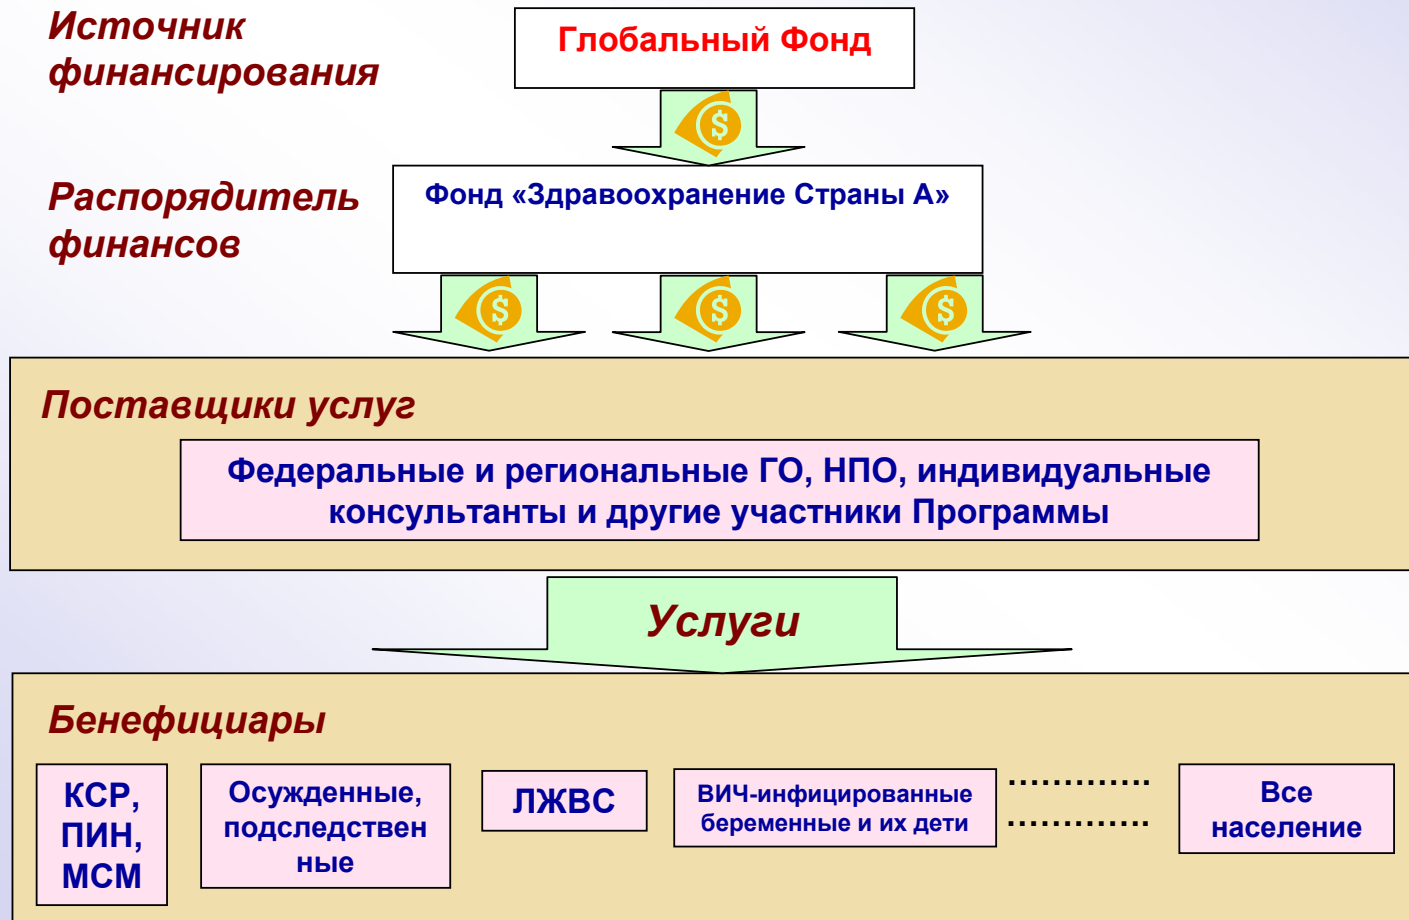 Источник
финансирования
Глобальный Фонд
$
Распорядитель
финансов
Фонд «Здравоохранение Страны А»
$ $ $
Поставщики услуг
Федеральные и региональные ГО, НПО, индивидуальные
консультанты и другие участники Программы
Услуги
Бенефициары
КСР,
ПИН,
МСМ
Осужденные,
подследствен
ные
ЛЖВС
ВИЧ-инфицированные
беременные и их дети
………….
………….
Все
население